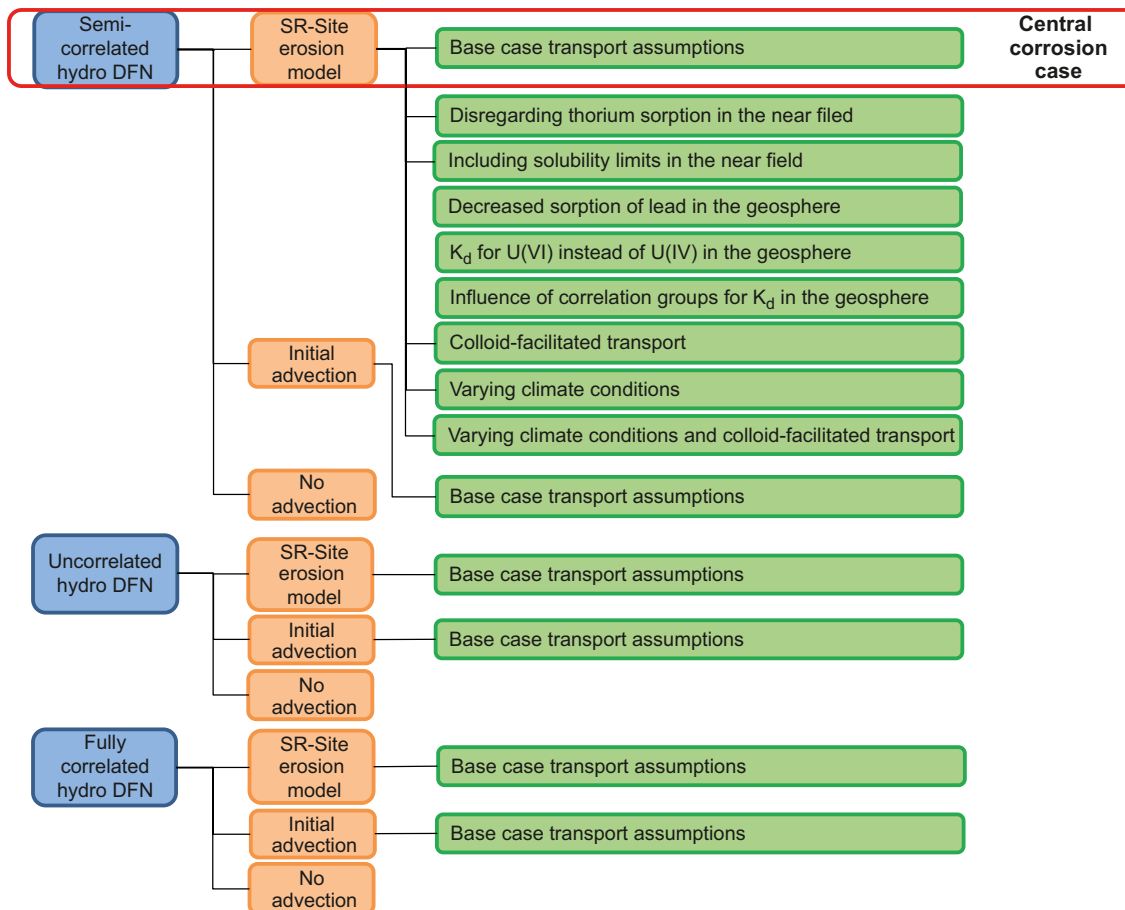 Semi-
correlated
hydro DFN
SR-Site
erosion
model
Base case transport assumptions
Central
corrosion
case
Disregarding thorium sorption in the near filed
Including solubility limits in the near field
Decreased sorption of lead in the geosphere
Kd for U(VI) instead of U(IV) in the geosphere
Influence of correlation groups for Kd in the geosphere
Initial
advection
Colloid-facilitated transport
Varying climate conditions
Varying climate conditions and colloid-facilitated transport
No
advection
Base case transport assumptions
Uncorrelated
hydro DFN
SR-Site
erosion
model
Base case transport assumptions
Initial
advection
Base case transport assumptions
No
advection
Fully
correlated
hydro DFN
SR-Site
erosion
model
Base case transport assumptions
Initial
advection
Base case transport assumptions
No
advection